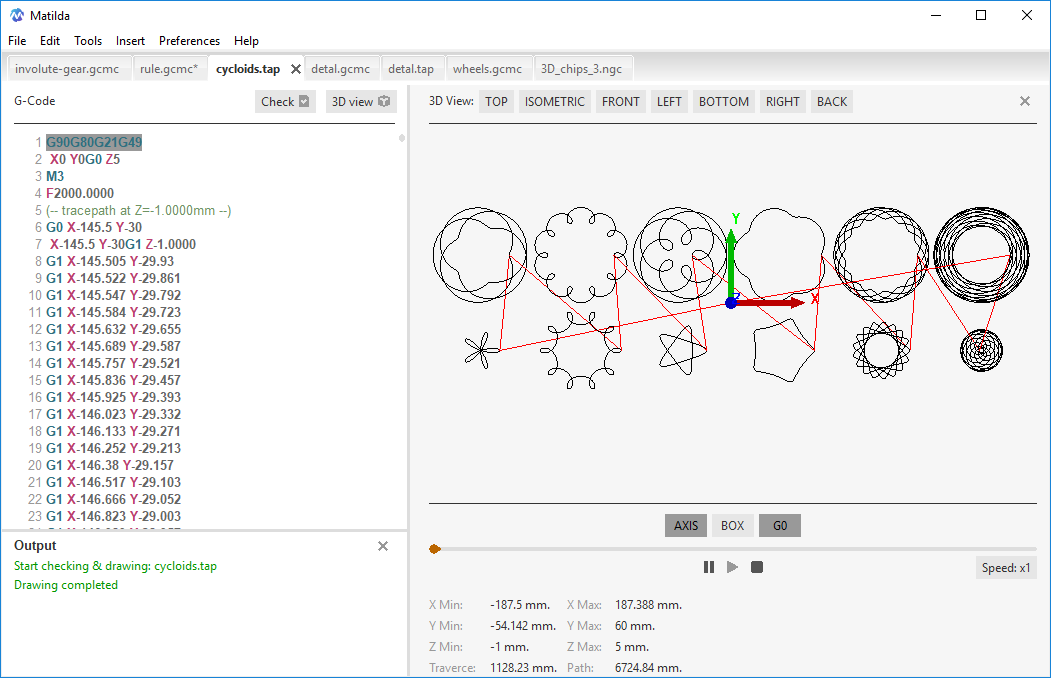 Matilda
File Edit Tools Insert Preferences Help
involute-gear.gcmc rule.gcmc* cycloids.tap detal.gcmc detal.tap wheels.gcmc 3D_chips_3.ngc
G-Code Check 3D view
1 G90G80G21G49
2 X0 Y0G0 Z5
3 M3
4 F2000.0000
5 (-- tracepath at Z=-1.0000mm --)
6 G0 X-145.5 Y-30
7 X-145.5 Y-30G1 Z-1.0000
8 G1 X-145.505 Y-29.93
9 G1 X-145.522 Y-29.861
10 G1 X-145.547 Y-29.792
11 G1 X-145.584 Y-29.723
12 G1 X-145.632 Y-29.655
13 G1 X-145.689 Y-29.587
14 G1 X-145.757 Y-29.521
15 G1 X-145.836 Y-29.457
16 G1 X-145.925 Y-29.393
17 G1 X-146.023 Y-29.332
18 G1 X-146.133 Y-29.271
19 G1 X-146.252 Y-29.213
20 G1 X-146.38 Y-29.157
21 G1 X-146.517 Y-29.103
22 G1 X-146.666 Y-29.052
23 G1 X-146.823 Y-29.003
Output
Start checking & drawing: cycloids.tap
Drawing completed
3D View: TOP ISOMETRIC FRONT LEFT BOTTOM RIGHT BACK
Y
X
AXIS BOX G0
Speed: x1
X Min: -187.5 mm. X Max: 187.388 mm.
Y Min: -54.142 mm. Y Max: 60 mm.
Z Min: -1 mm. Z Max: 5 mm.
Traverce: 1128.23 mm. Path: 6724.84 mm.